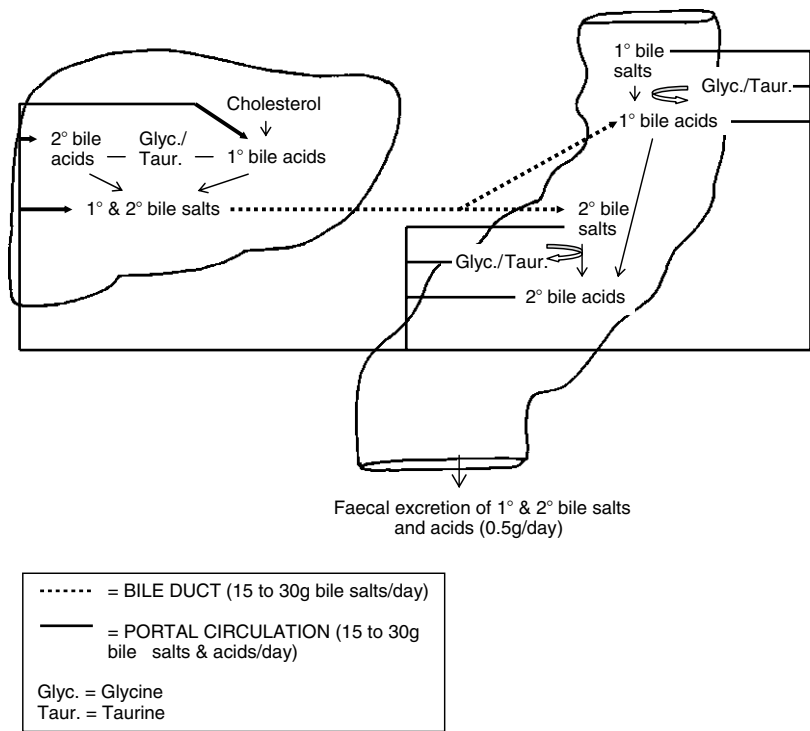 Cholesterol
2° bile
acids
Glyc./
Taur.
1° bile acids
1° & 2° bile salts
1° bile
salts
Glyc./Taur.
1° bile acids
2° bile
salts
Glyc./Taur.
2° bile acids
Faecal excretion of 1° & 2° bile salts
and acids (0.5g/day)
= BILE DUCT (15 to 30g bile salts/day)
= PORTAL CIRCULATION (15 to 30g
bile salts & acids/day)
Glyc. = Glycine
Taur. = Taurine